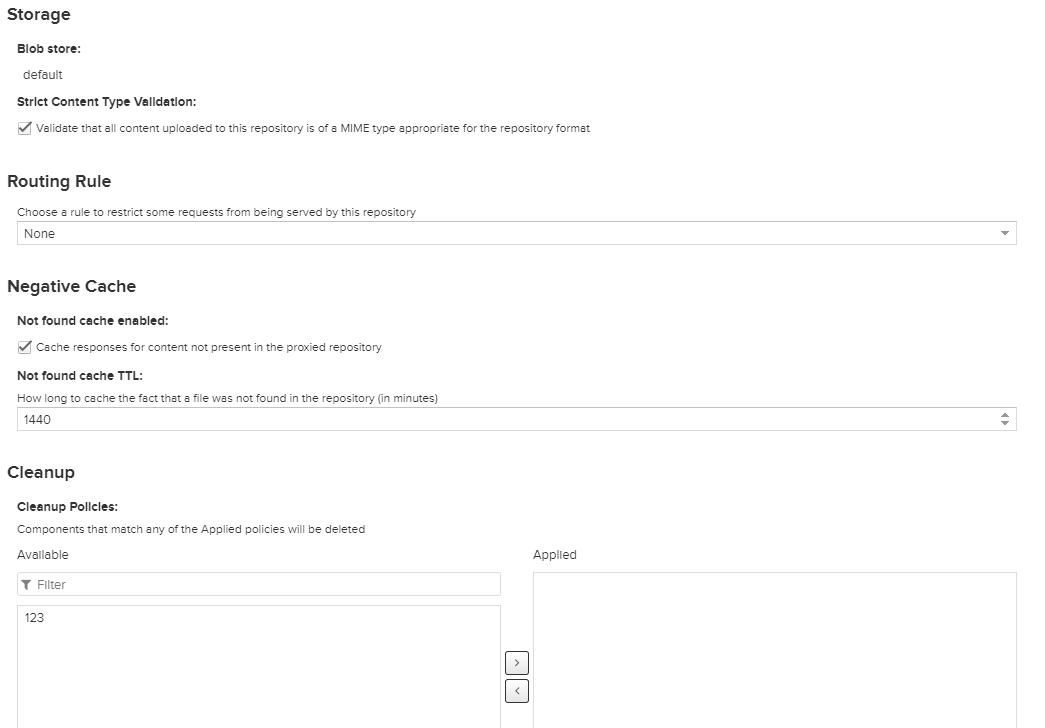 Storage
Blob store:
default
Strict Content Type Validation:
Validate that all content uploaded to this repository is of a MIME type appropriate for the repository format
Routing Rule
Choose a rule to restrict some requests from being served by this repository
None
Negative Cache
Not found cache enabled:
Cache responses for content not present in the proxied repository
Not found cache TTL:
How long to cache the fact that a file was not found in the repository (in minutes)
1440
Cleanup
Cleanup Policies:
Components that match any of the Applied policies will be deleted
Available
Applied
Filter
123